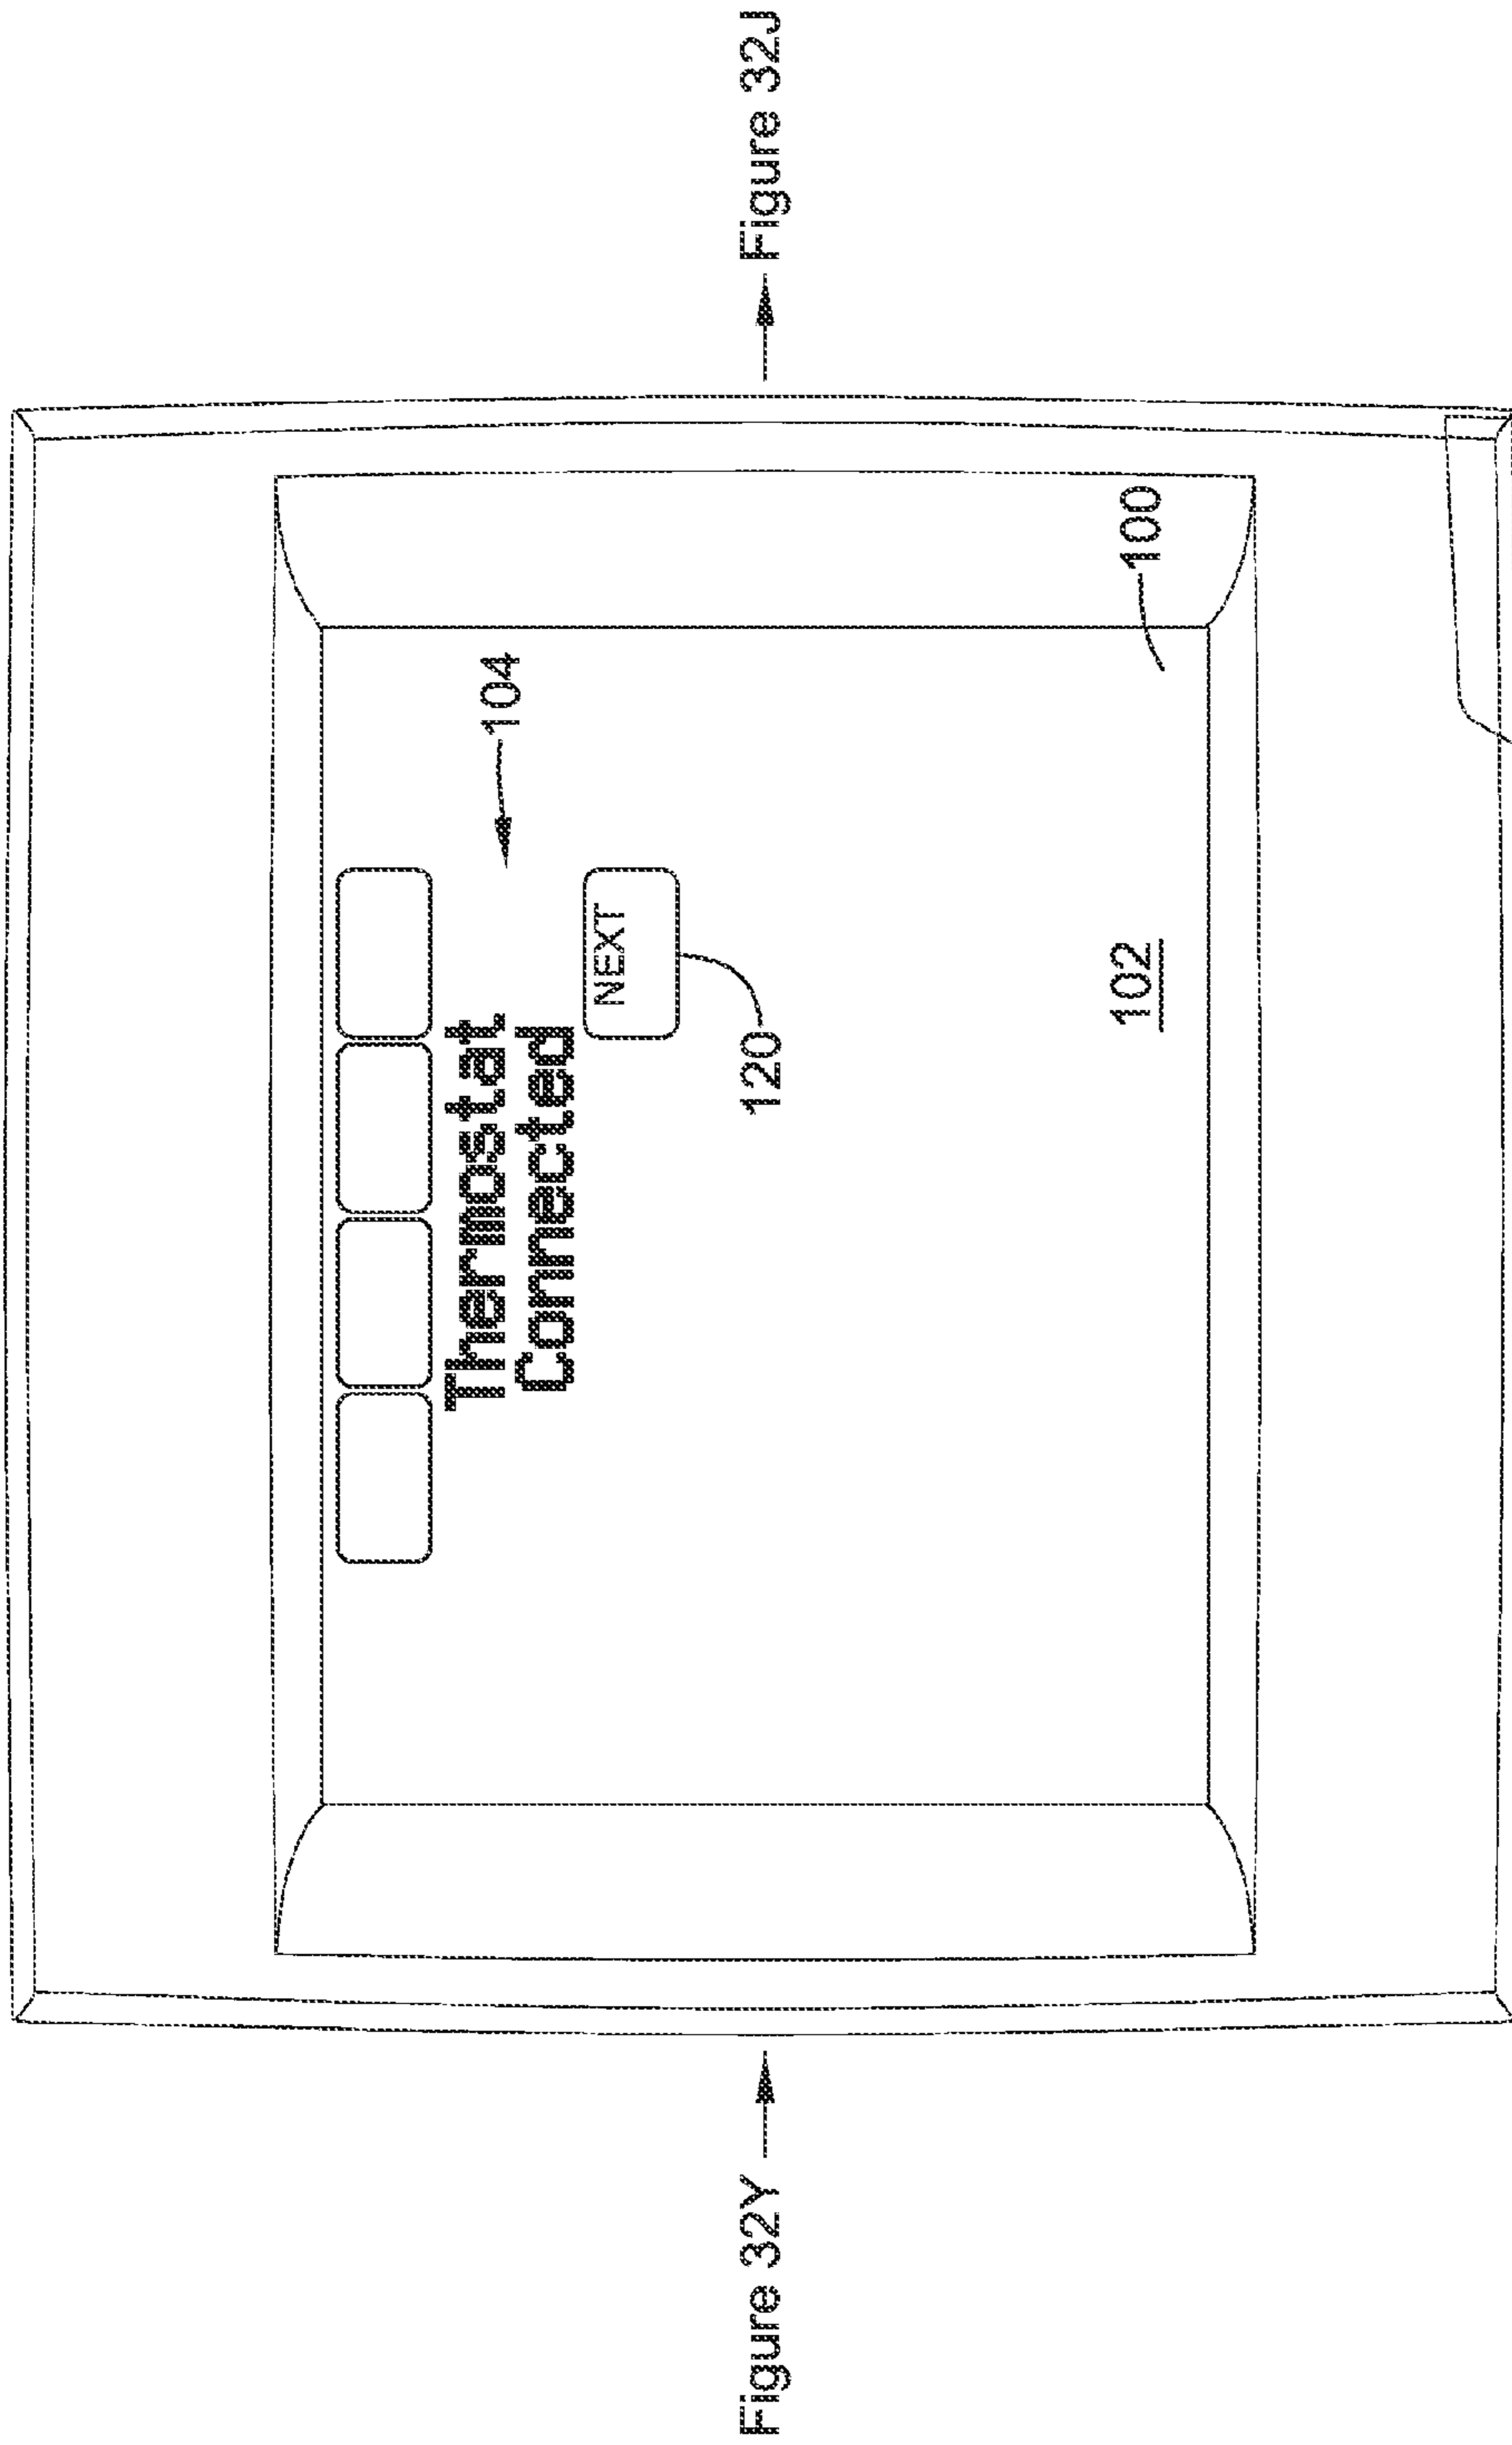 Thermostat
Connected
104
NEXT
120
Figure 32Y
Figure 32J
102
100